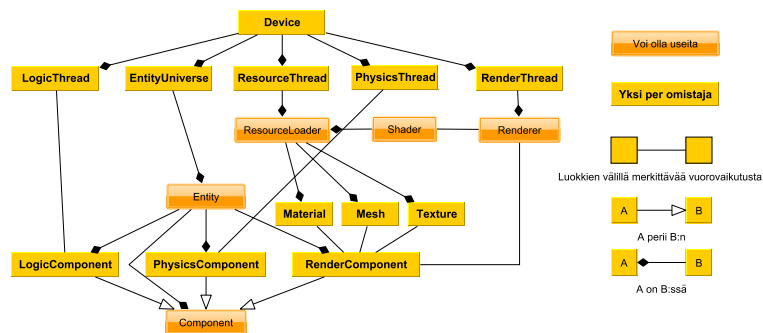 Device
LogicThread
EntityUniverse
ResourceThread
PhysicsThread
RenderThread
ResourceLoader
Shader
Renderer
Entity
Material
Mesh
Texture
LogicComponent
PhysicsComponent
RenderComponent
Component
Voi olla useita
Yksi per omistaja
Luokkien välillä merkittävää vuorovaikutusta
A
B
A perii B:n
A
B
A on B:ssä